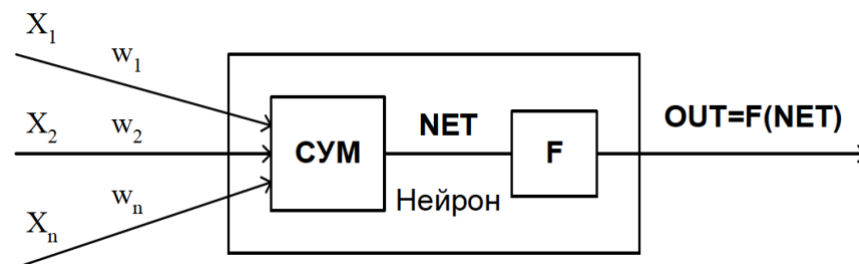 X₁
w₁
X₂
w₂
Xₙ
wₙ
СУМ
NET
Нейрон
F
OUT=F(NET)